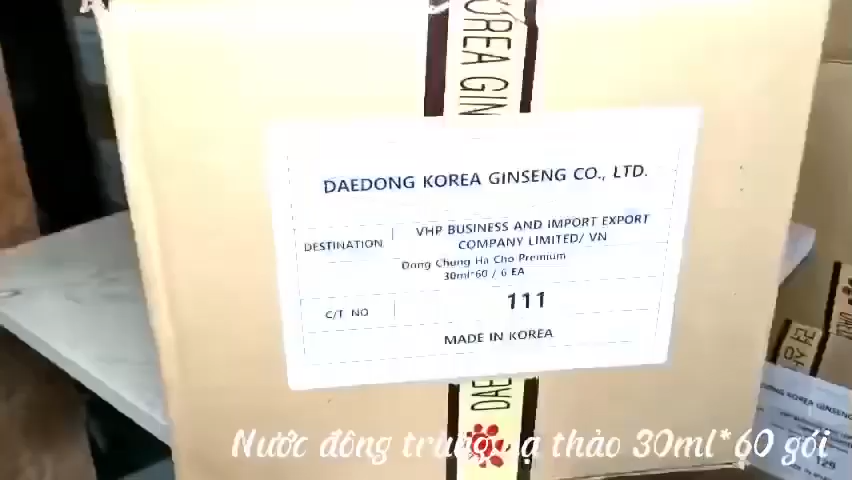 KOREA GIN
DAEDONG KOREA GINSENG CO., LTD.
DESTINATION
VHP BUSINESS AND IMPORT EXPORT
COMPANY LIMITED/ VN
Dong Chung Ha Cho Premium
30ml*60 / 6 EA
C/T NO
111
MADE IN KOREA
DAE
Nước đông trùng hạ thảo 30ml*60 gói
DAEDONG KOREA GINSENG
129